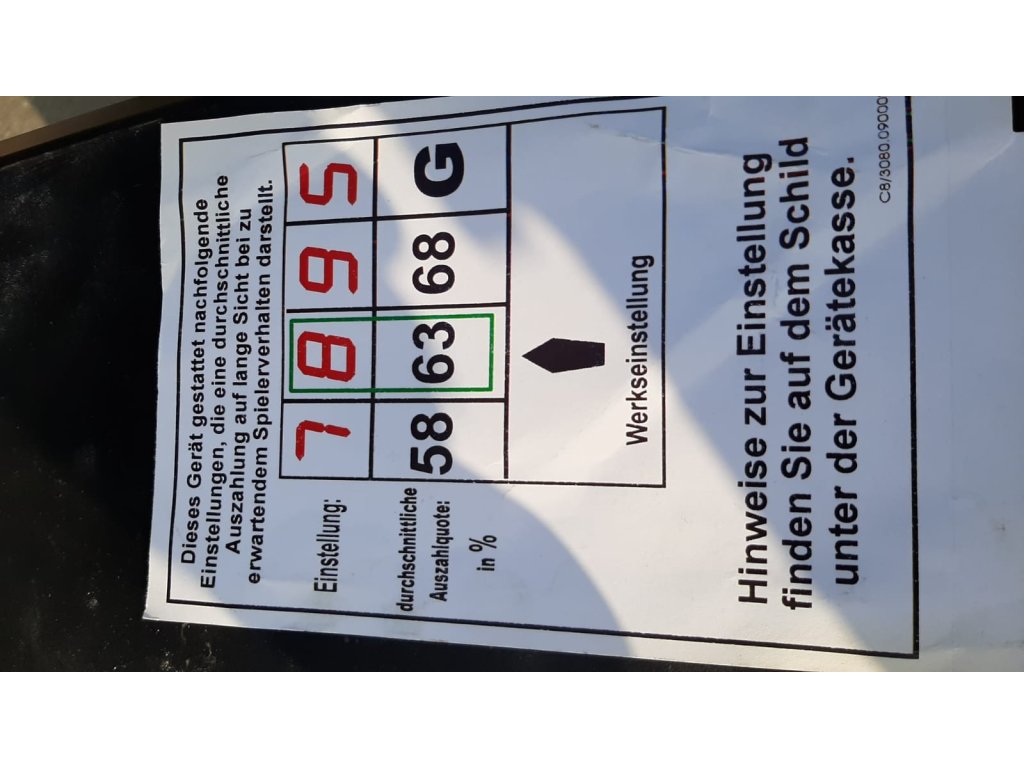 Dieses Gerät gestattet nachfolgende
Einstellungen, die eine durchschnittliche
Auszahlung auf lange Sicht bei zu
erwartendem Spielerverhalten darstellt.
Einstellung: 7 8 9 5
durchschnittliche
Auszahlquote: 58 63 68 G
in %
Werkseinstellung
Hinweise zur Einstellung
finden Sie auf dem Schild
unter der Gerätekasse.